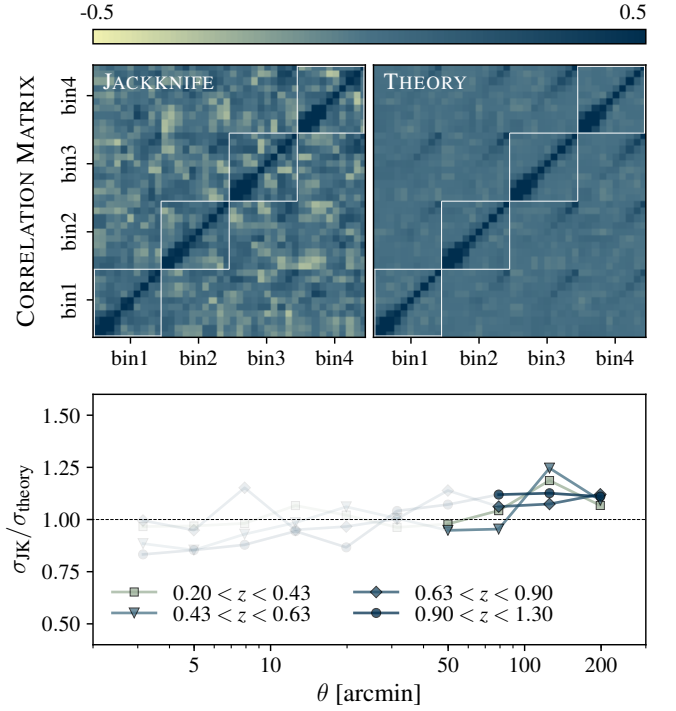 -0.5 0.5
JACKKNIFE THEORY
CORRELATION MATRIX
bin4
bin3
bin2
bin1
bin1 bin2 bin3 bin4 bin1 bin2 bin3 bin4
1.50
1.25
1.00
0.75
0.50
σJK/σtheory
0.20 < z < 0.43 0.63 < z < 0.90
0.43 < z < 0.63 0.90 < z < 1.30
5 10 50 100 200
θ [arcmin]